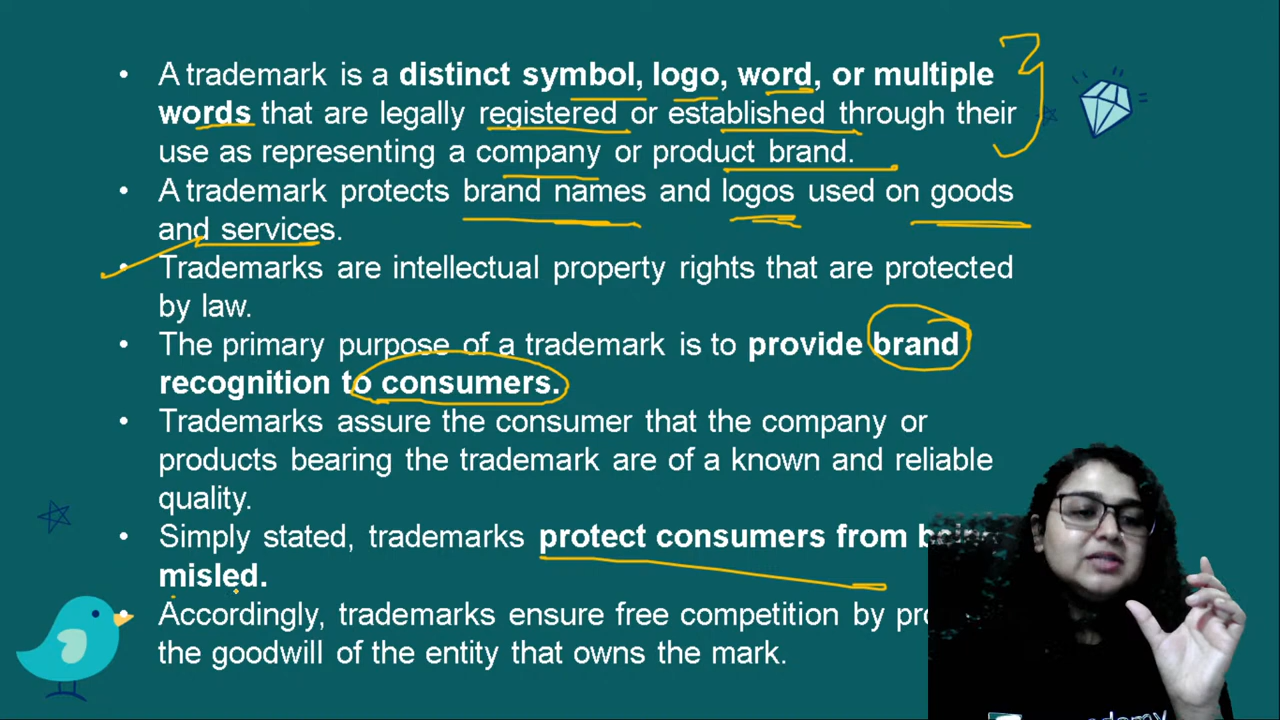 • A trademark is a distinct symbol, logo, word, or multiple
words that are legally registered or established through their
use as representing a company or product brand.
• A trademark protects brand names and logos used on goods
and services.
• Trademarks are intellectual property rights that are protected
by law.
• The primary purpose of a trademark is to provide brand
recognition to consumers.
• Trademarks assure the consumer that the company or
products bearing the trademark are of a known and reliable
quality.
• Simply stated, trademarks protect consumers from being
misled.
• Accordingly, trademarks ensure free competition by
the goodwill of the entity that owns the mark.